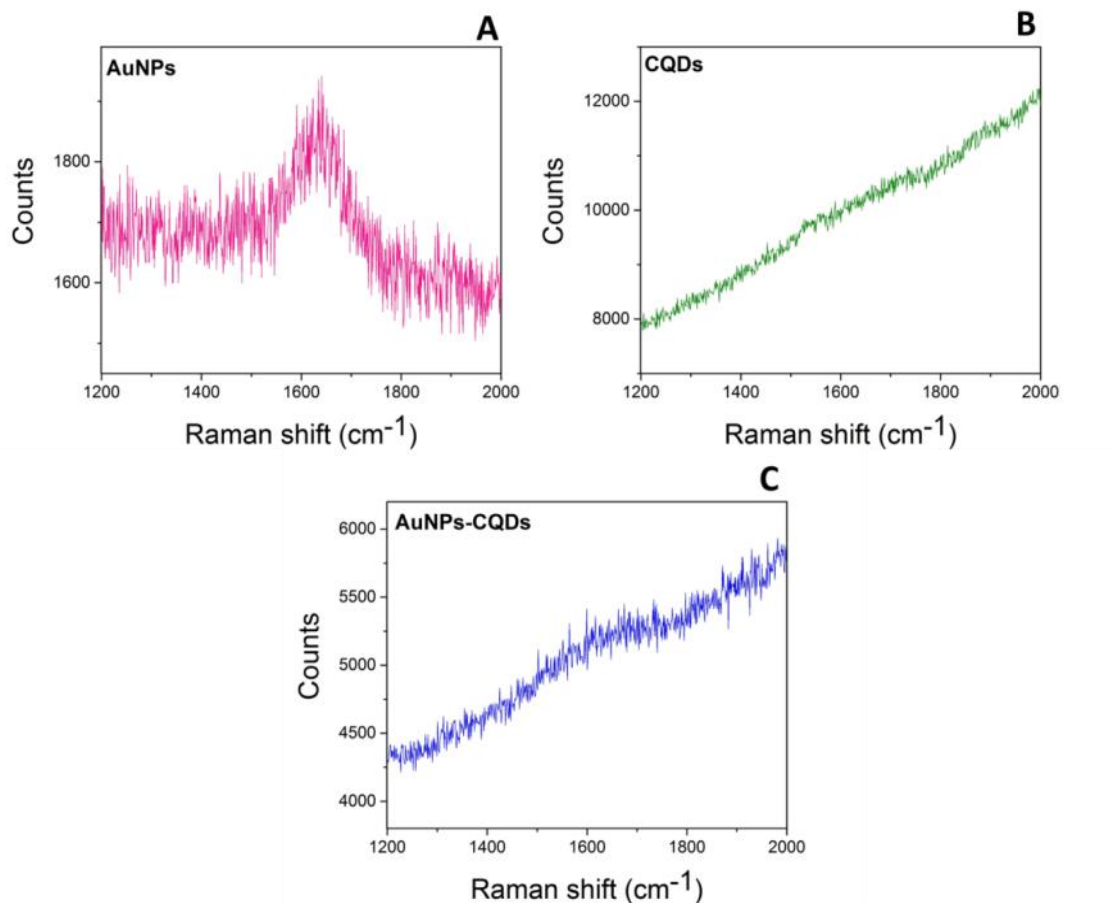 A
AuNPs
Counts
1800
1600
1200 1400 1600 1800 2000
Raman shift (cm-1)
B
CQDs
Counts
12000
10000
8000
1200 1400 1600 1800 2000
Raman shift (cm-1)
C
AuNPs-CQDs
Counts
6000
5500
5000
4500
4000
1200 1400 1600 1800 2000
Raman shift (cm-1)